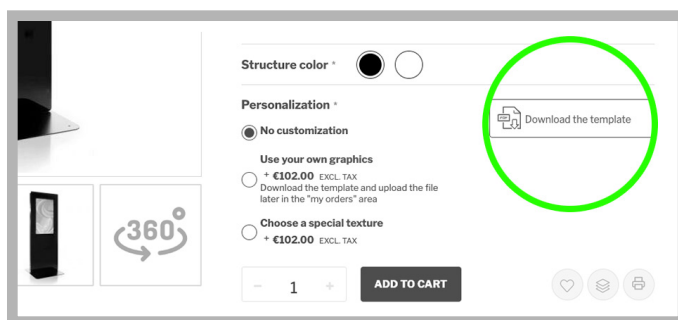 Structure color *
Personalization *
No customization
Use your own graphics
+ €102.00 EXCL. TAX
Download the template and upload the file
later in the "my orders" area
Choose a special texture
+ €102.00 EXCL. TAX
PDF
Download the template
360°
- 1 +
ADD TO CART